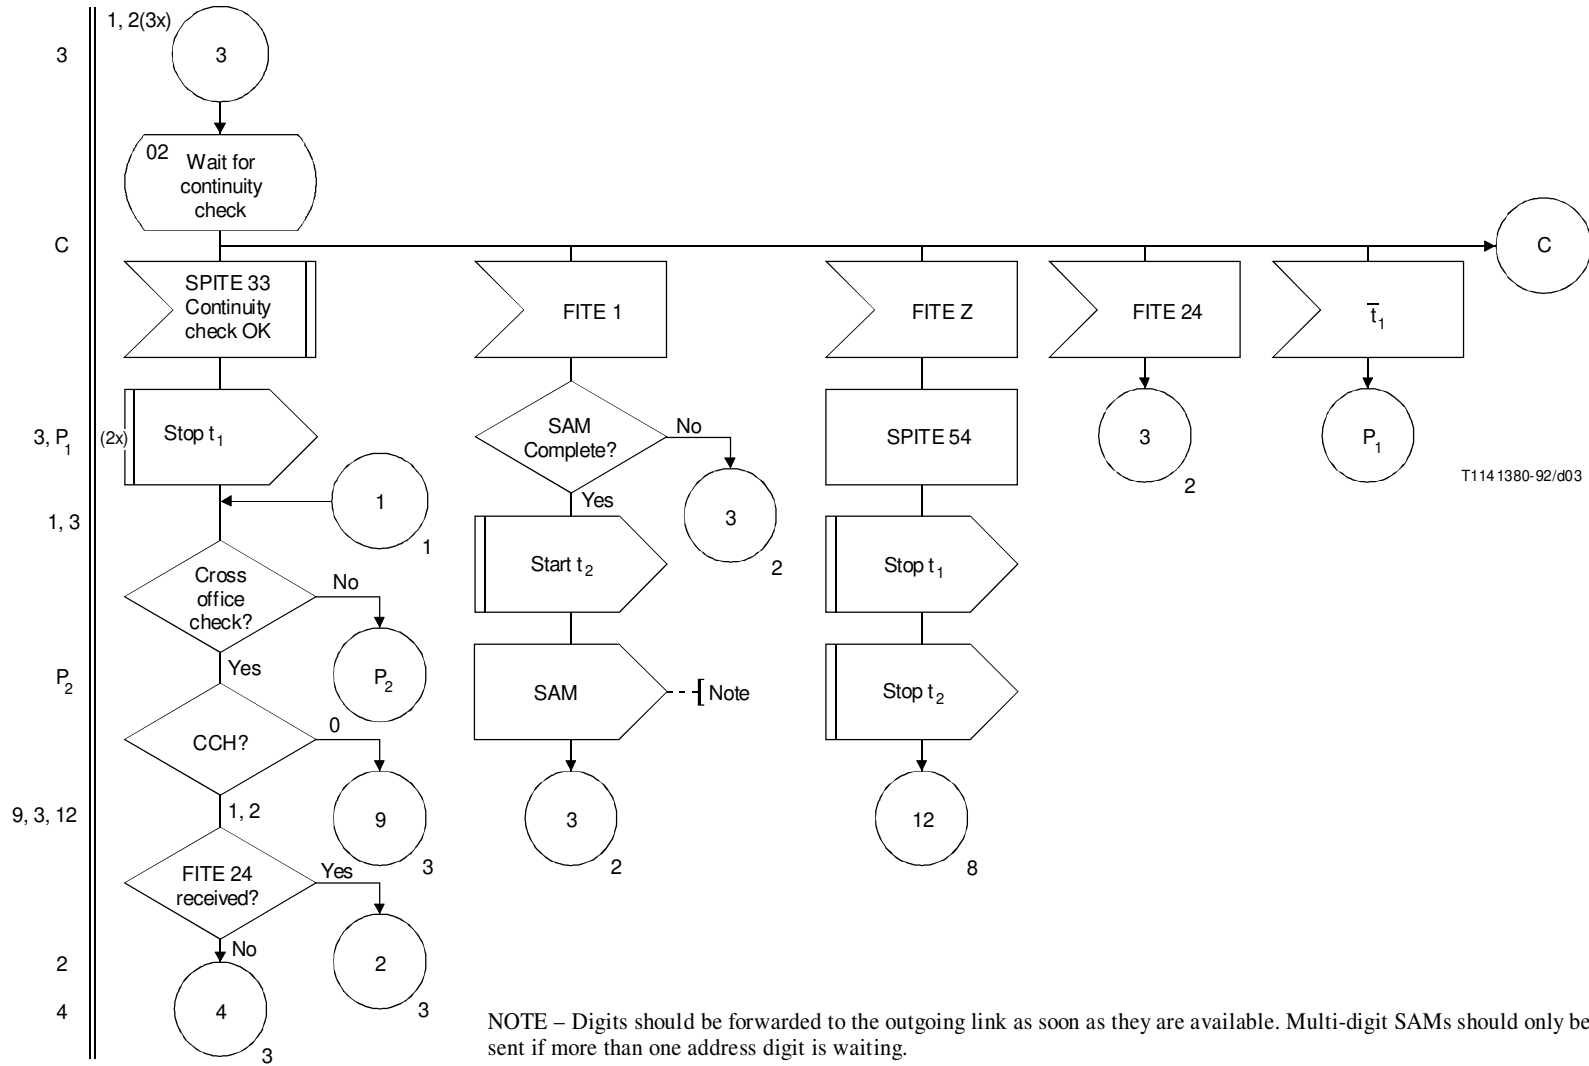 1, 2(3x)
3
3
02
Wait for
continuity
check
C
C
SPITE 33
Continuity
check OK
FITE 1
FITE Z
FITE 24
t̅1
3, P1
(2x)
Stop t1
SAM
Complete?
No
SPITE 54
3
2
P1
T1141380-92/d03
1
1
Yes
3
2
1, 3
Start t2
Stop t1
Cross
office
check?
No
P2
Yes
P2
SAM
Note
Stop t2
CCH?
0
9
3
1, 2
9, 3, 12
3
2
12
8
FITE 24
received?
Yes
2
3
No
2
4
4
3
NOTE – Digits should be forwarded to the outgoing link as soon as they are available. Multi-digit SAMs should only be
sent if more than one address digit is waiting.